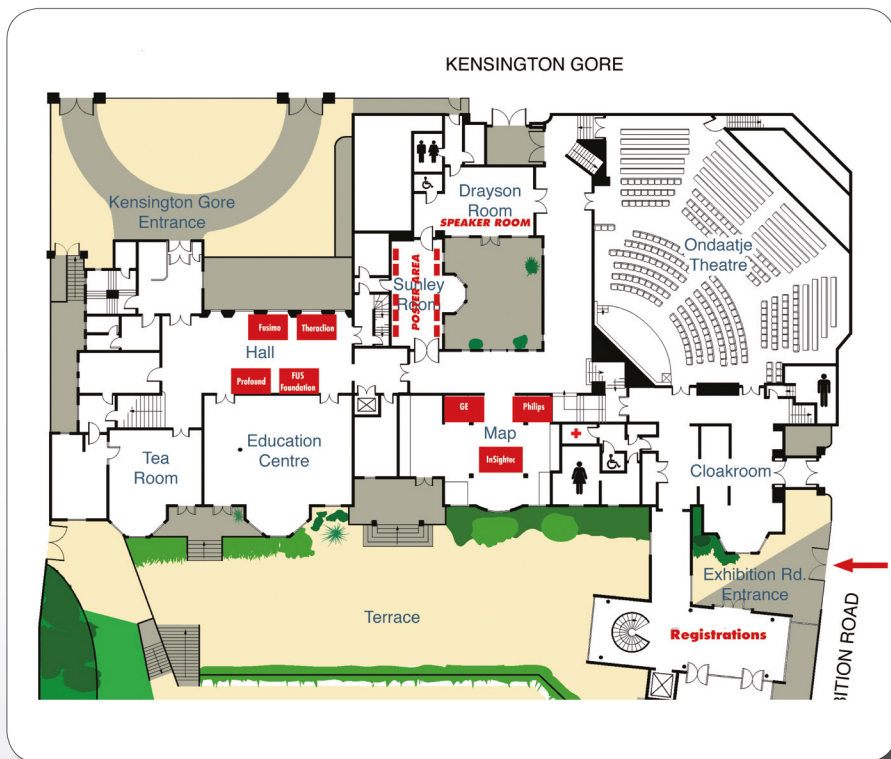 KENSINGTON GORE
Kensington Gore
Entrance
Drayson
Room
SPEAKER ROOM
Ondaatje
Theatre
Sunley
Room
POSTER AREA
Fusimo
Theraclion
Hall
Profound
FUS
Foundation
GE
Philips
Map
InSightec
Education
Centre
Tea
Room
Cloakroom
Exhibition Rd.
Entrance
Terrace
Registrations
BITION ROAD